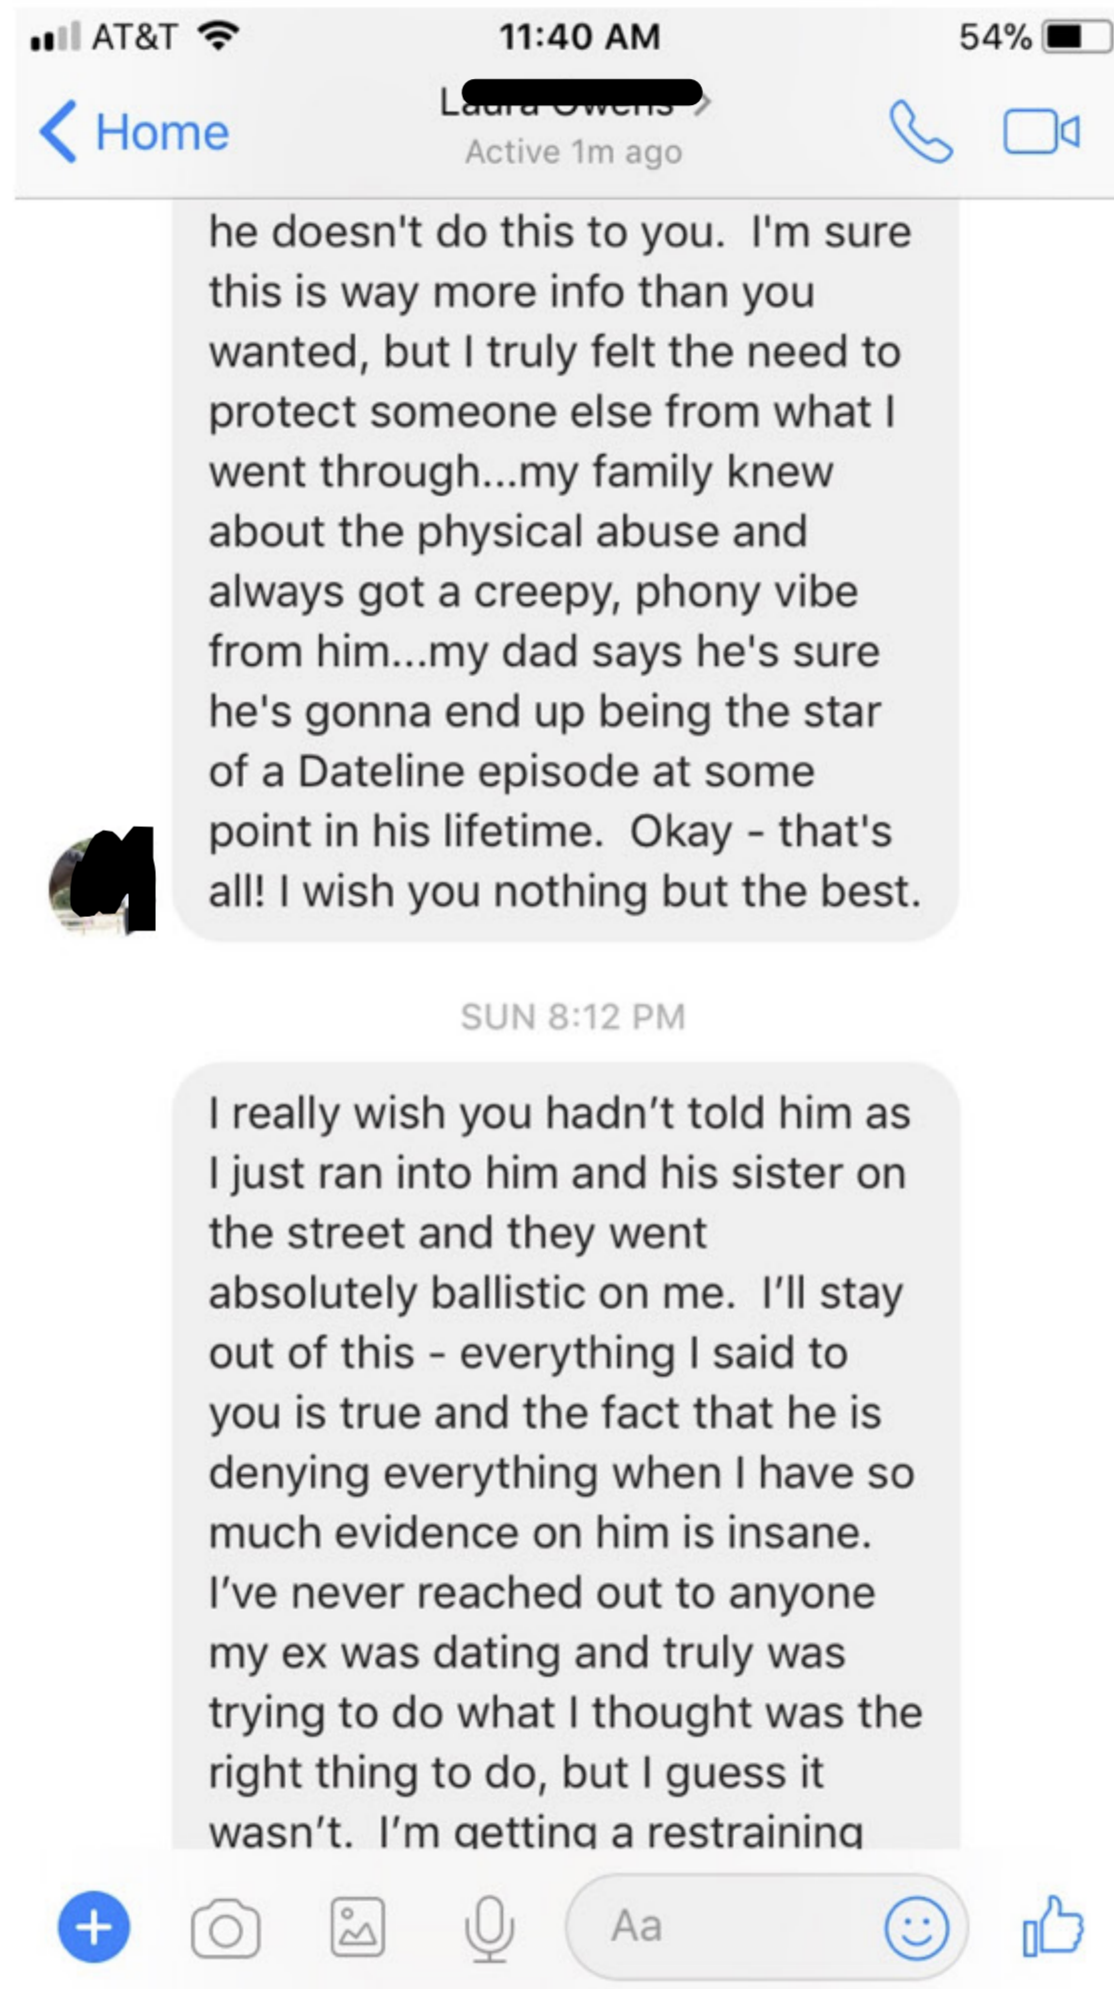 AT&T 11:40 AM 54%
Home
Active 1m ago
he doesn't do this to you.  I'm sure
this is way more info than you
wanted, but I truly felt the need to
protect someone else from what I
went through...my family knew
about the physical abuse and
always got a creepy, phony vibe
from him...my dad says he's sure
he's gonna end up being the star
of a Dateline episode at some
point in his lifetime.  Okay - that's
all! I wish you nothing but the best.
SUN 8:12 PM
I really wish you hadn’t told him as
I just ran into him and his sister on
the street and they went
absolutely ballistic on me.  I’ll stay
out of this - everything I said to
you is true and the fact that he is
denying everything when I have so
much evidence on him is insane.
I’ve never reached out to anyone
my ex was dating and truly was
trying to do what I thought was the
right thing to do, but I guess it
wasn’t.  I’m getting a restraining
Aa